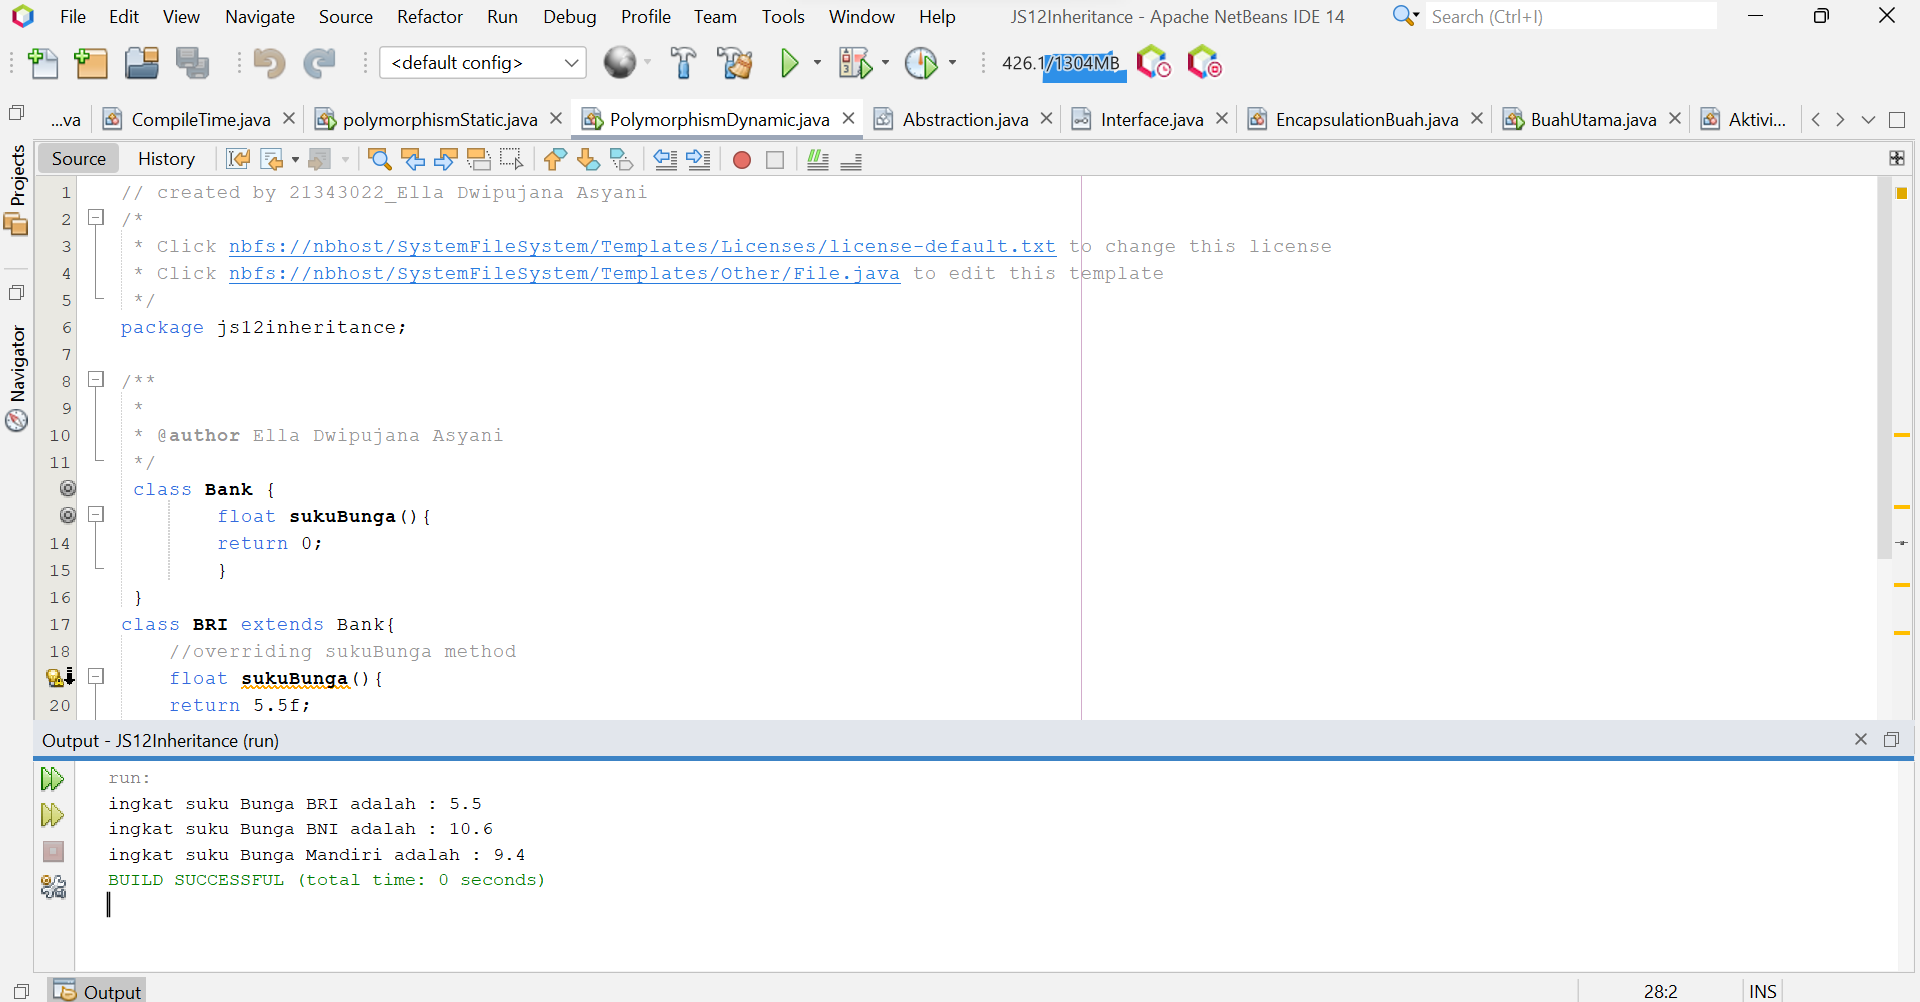 File Edit View Navigate Source Refactor Run Debug Profile Team Tools Window Help JS12Inheritance - Apache NetBeans IDE 14 Search (Ctrl+I)
<default config> 426.1/1304MB
...va CompileTime.java polymorphismStatic.java PolymorphismDynamic.java Abstraction.java Interface.java EncapsulationBuah.java BuahUtama.java Aktivi...
Projects
Navigator
Source History
1 // created by 21343022_Ella Dwipujana Asyani
2 /*
3 * Click nbfs://nbhost/SystemFileSystem/Templates/Licenses/license-default.txt to change this license
4 * Click nbfs://nbhost/SystemFileSystem/Templates/Other/File.java to edit this template
5 */
6 package js12inheritance;
7
8 /**
9 *
10 * @author Ella Dwipujana Asyani
11 */
class Bank {
float sukuBunga(){
14 return 0;
15 }
16 }
17 class BRI extends Bank{
18 //overriding sukuBunga method
float sukuBunga(){
20 return 5.5f;
Output - JS12Inheritance (run)
run:
ingkat suku Bunga BRI adalah : 5.5
ingkat suku Bunga BNI adalah : 10.6
ingkat suku Bunga Mandiri adalah : 9.4
BUILD SUCCESSFUL (total time: 0 seconds)
Output 28:2 INS